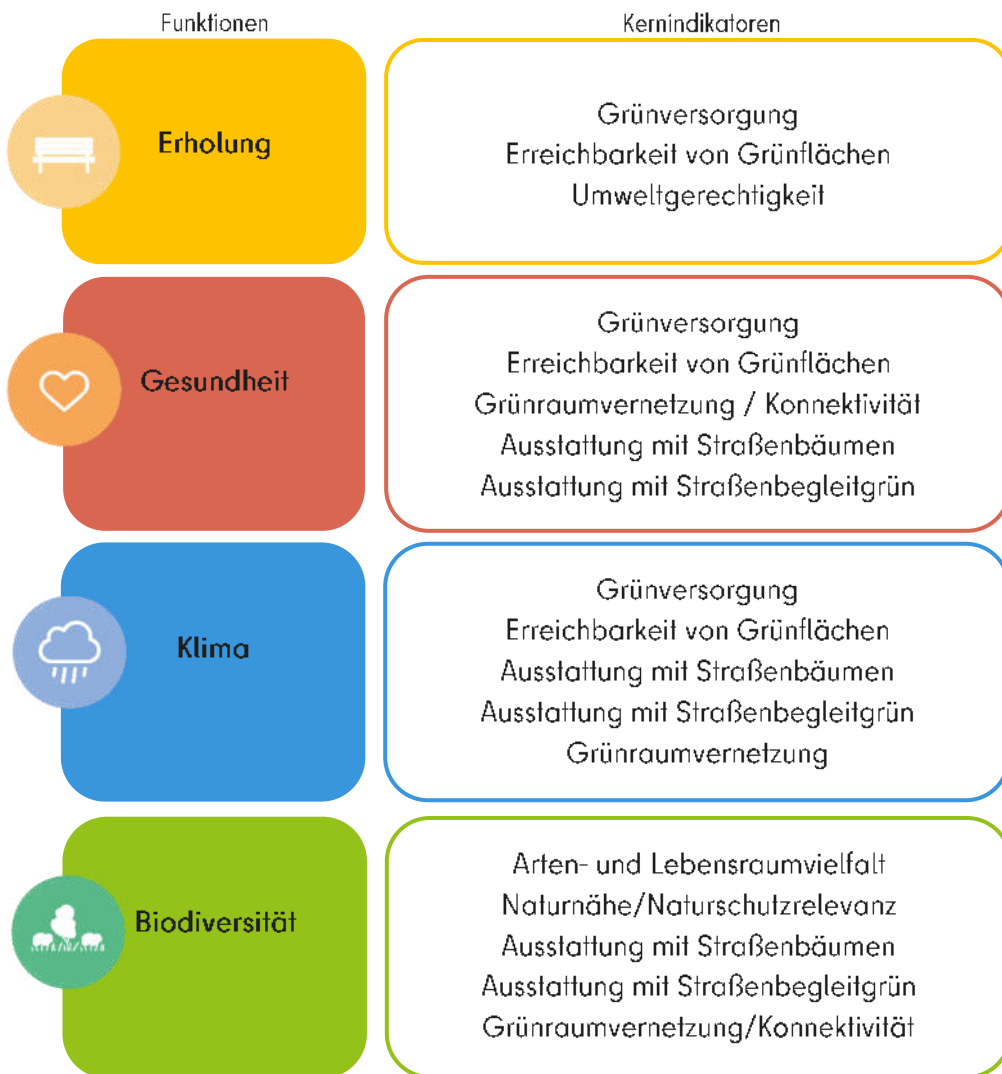 Funktionen
Kernindikatoren
Erholung
Grünversorgung
Erreichbarkeit von Grünflächen
Umweltgerechtigkeit
Gesundheit
Grünversorgung
Erreichbarkeit von Grünflächen
Grünraumvernetzung / Konnektivität
Ausstattung mit Straßenbäumen
Ausstattung mit Straßenbegleitgrün
Klima
Grünversorgung
Erreichbarkeit von Grünflächen
Ausstattung mit Straßenbäumen
Ausstattung mit Straßenbegleitgrün
Grünraumvernetzung
Biodiversität
Arten- und Lebensraumvielfalt
Naturnähe/Naturschutzrelevanz
Ausstattung mit Straßenbäumen
Ausstattung mit Straßenbegleitgrün
Grünraumvernetzung/Konnektivität